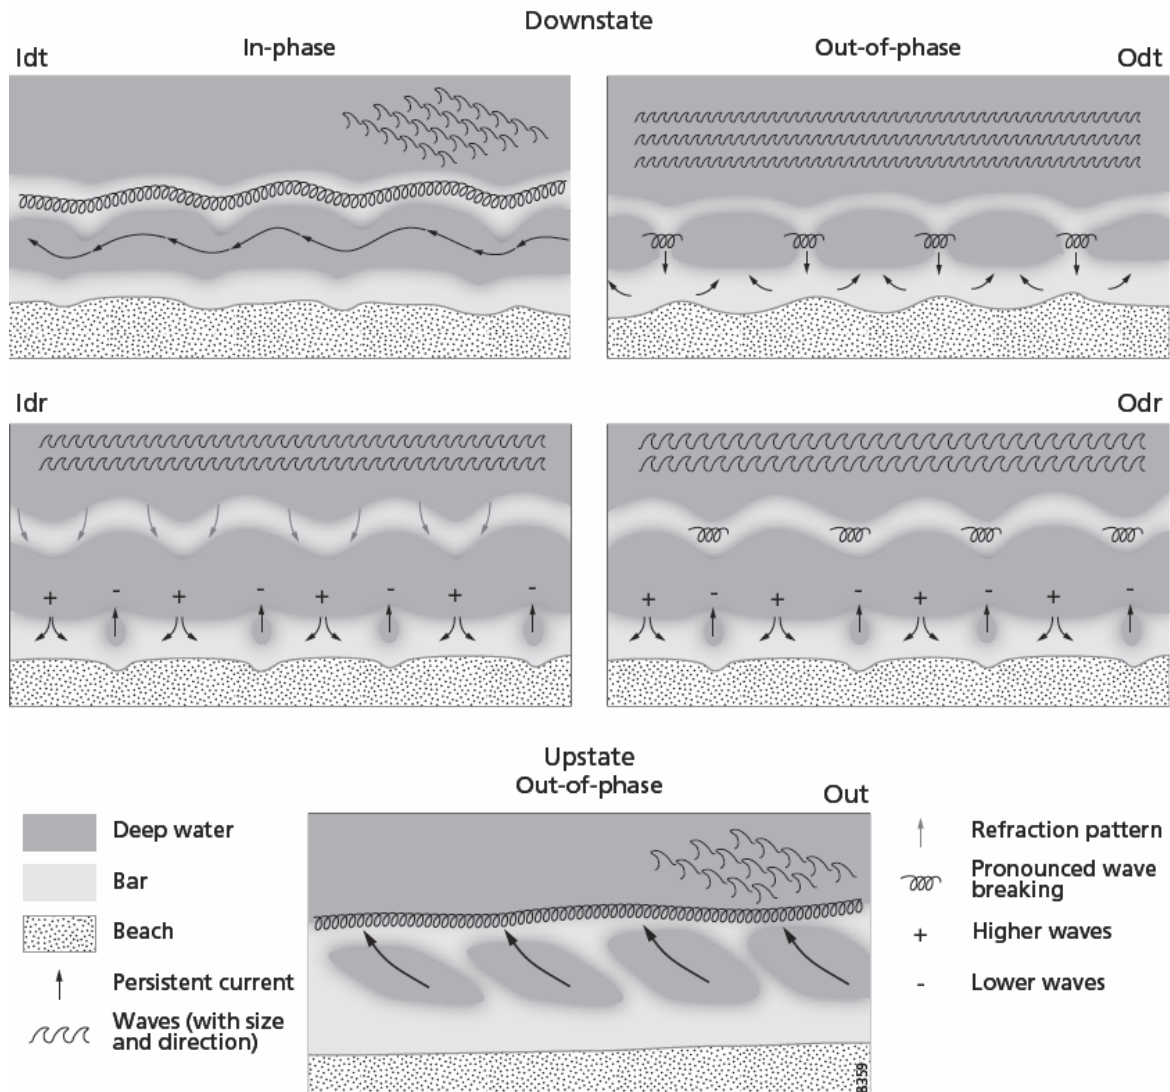 Downstate
In-phase
Out-of-phase
Idt
Odt
Idr
Odr
+ - + - + - + -
+ - + - + - + -
Upstate
Out-of-phase
Out
Deep water
Bar
Beach
Persistent current
Waves (with size
and direction)
Refraction pattern
Pronounced wave
breaking
+ Higher waves
- Lower waves
8359